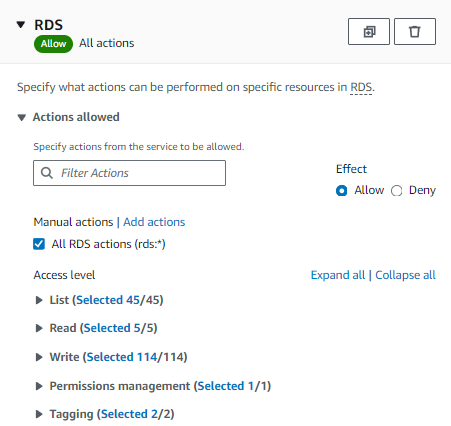 RDS
Allow All actions
Specify what actions can be performed on specific resources in RDS.
Actions allowed
Specify actions from the service to be allowed.
Filter Actions
Effect
Allow Deny
Manual actions | Add actions
All RDS actions (rds:*)
Access level
Expand all | Collapse all
List (Selected 45/45)
Read (Selected 5/5)
Write (Selected 114/114)
Permissions management (Selected 1/1)
Tagging (Selected 2/2)